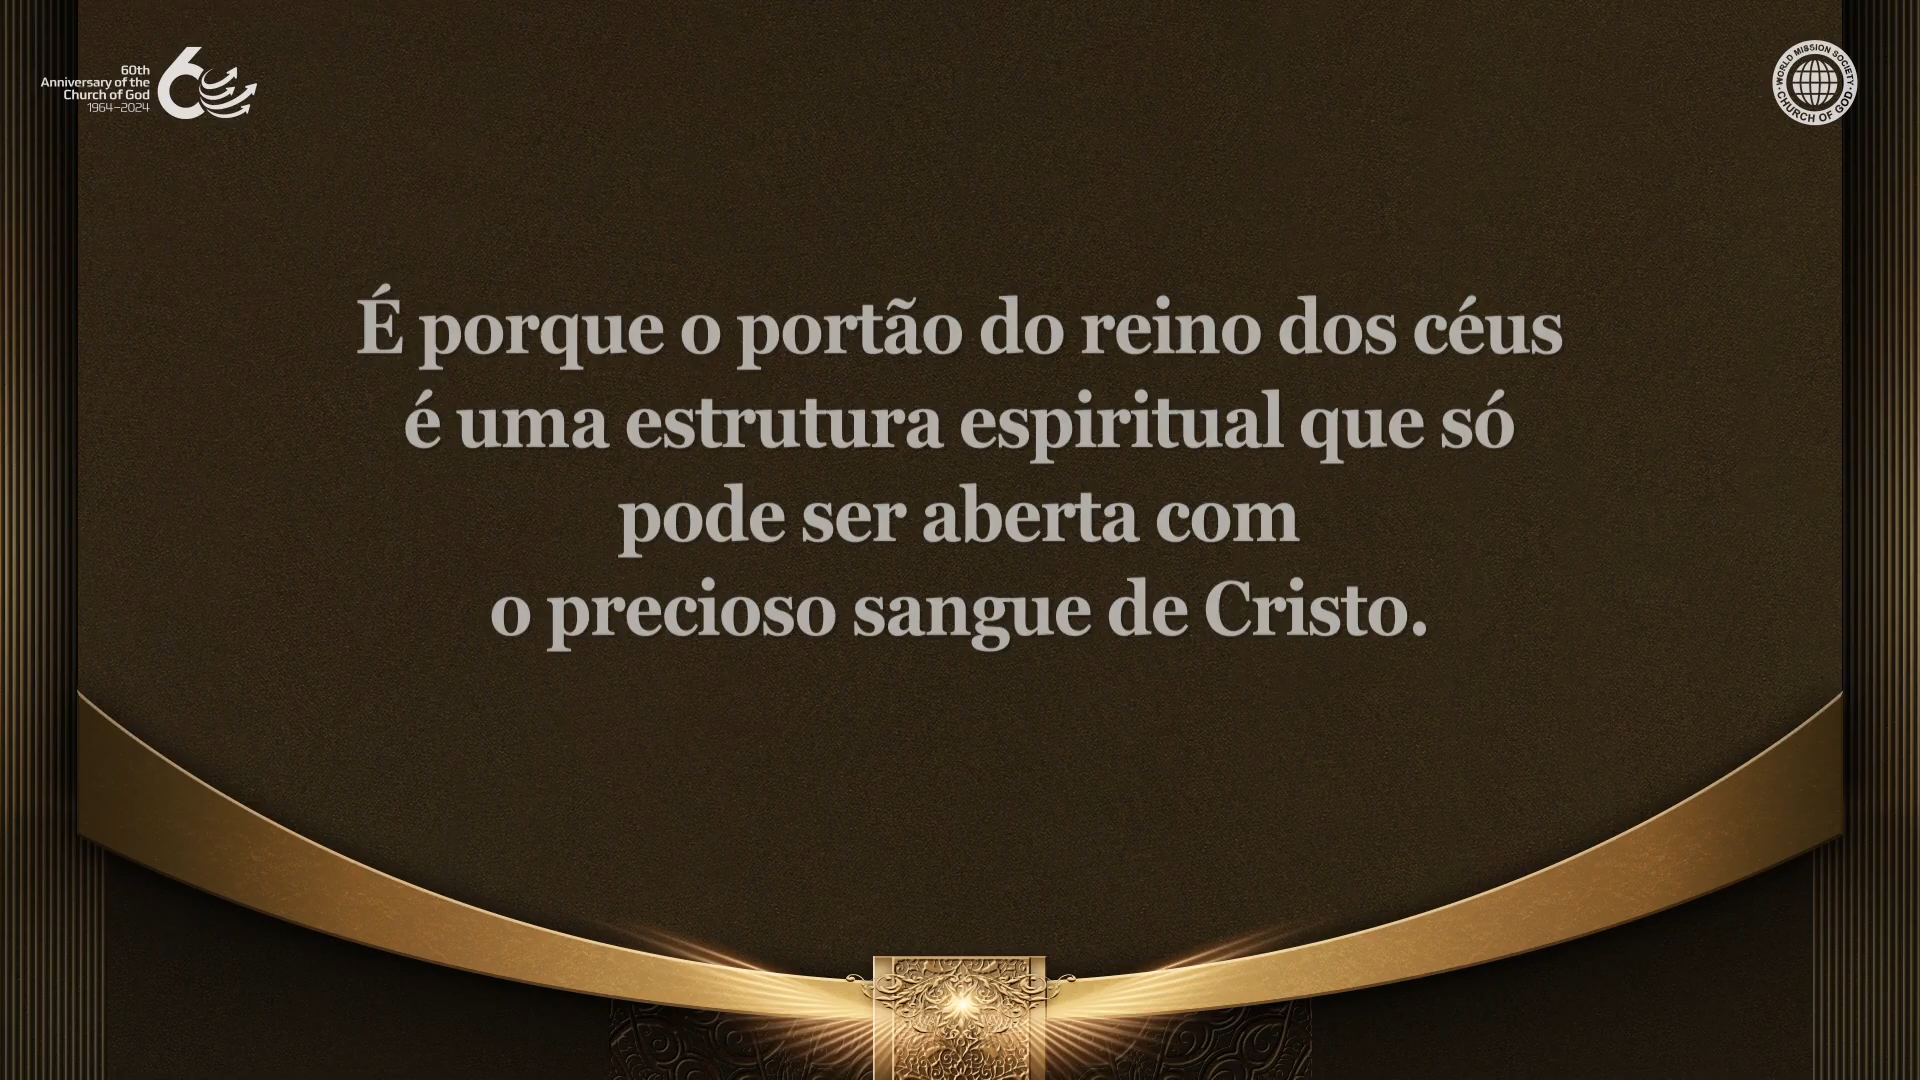 60th
Anniversary of the
Church of God
1964–2024
WORLD MISSION SOCIETY
CHURCH OF GOD
É porque o portão do reino dos céus
é uma estrutura espiritual que só
pode ser aberta com
o precioso sangue de Cristo.